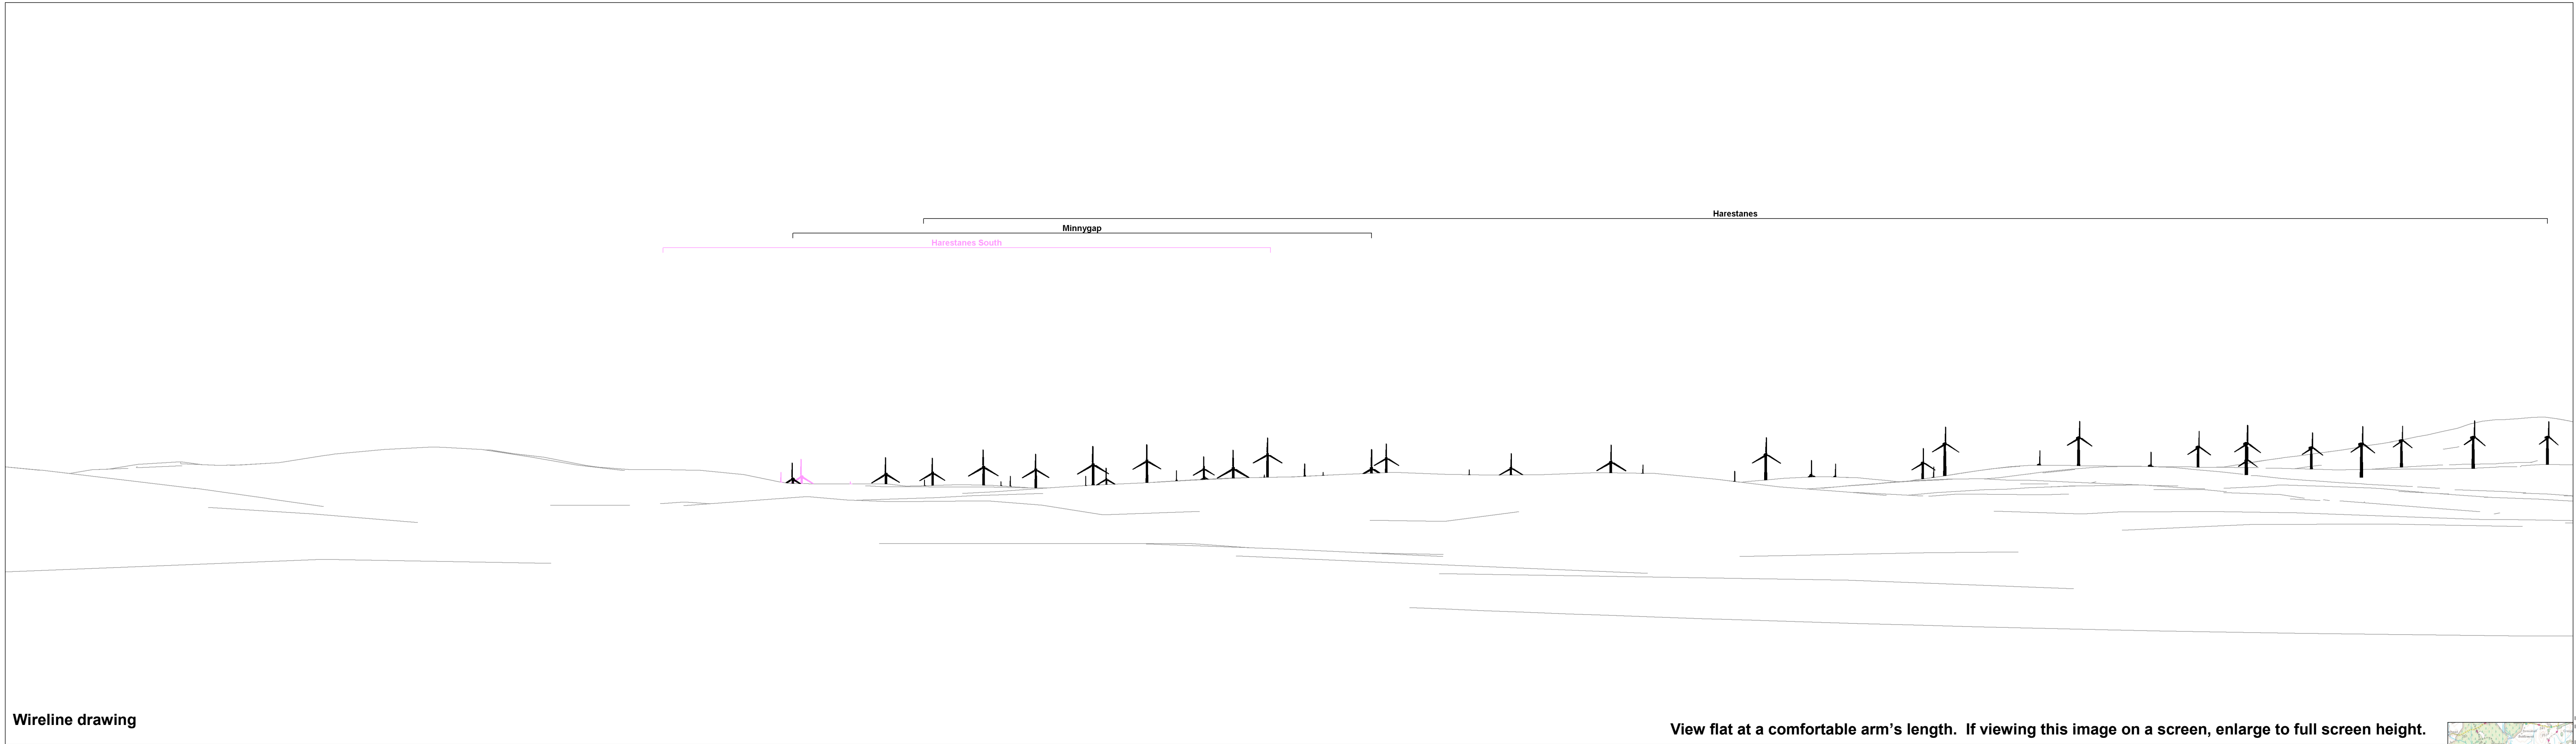 Harestanes
Minnygap
Harestanes South
Wireline drawing
View flat at a comfortable arm’s length.  If viewing this image on a screen, enlarge to full screen height.